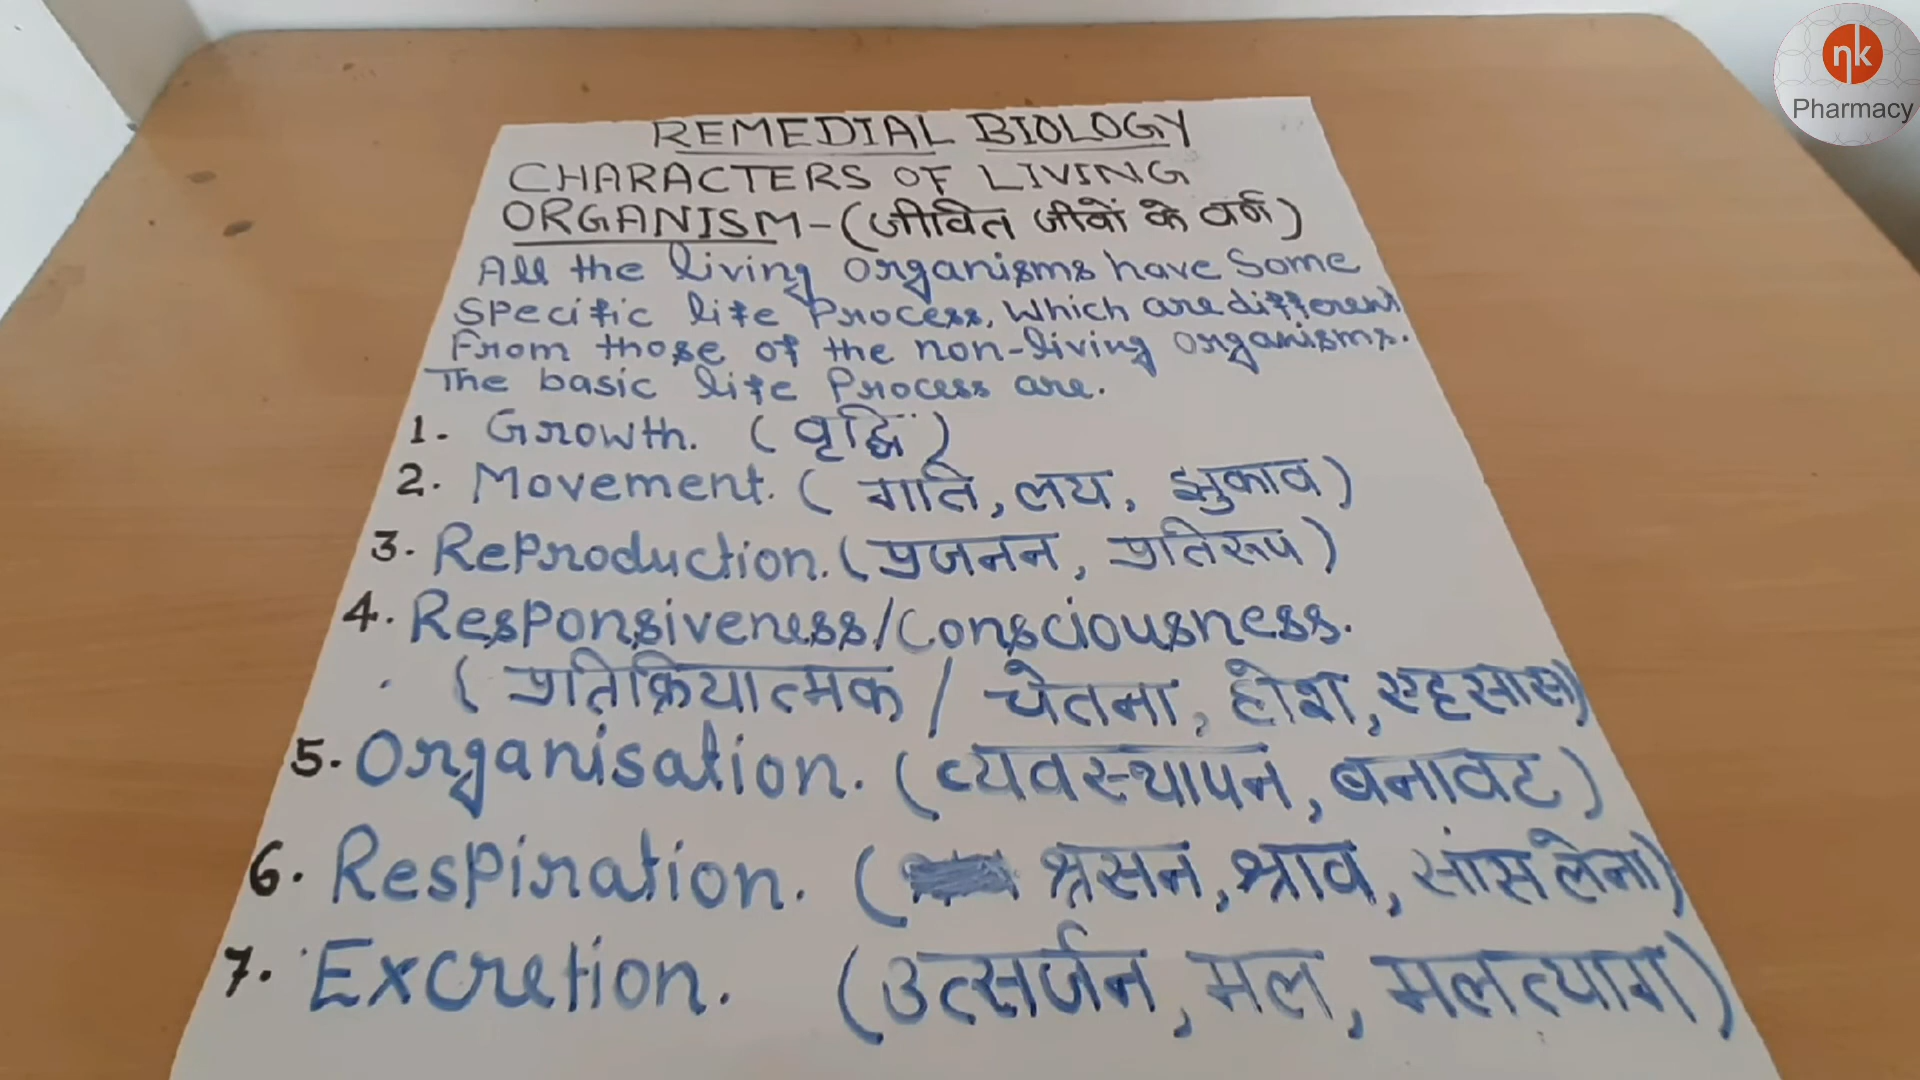 ηk
Pharmacy
REMEDIAL BIOLOGY
CHARACTERS OF LIVING
ORGANISM-(जीवित जीवों के वर्ण)
All the living organisms have Some
Specific life Process, Which are different
From those of the non-living organisms.
The basic life Process are.
1. Growth. (वृद्धि)
2. Movement. (गति, लय, झुकाव)
3. Reproduction. (प्रजनन, प्रतिरूप)
4. Responsiveness/Consciousness.
(प्रतिक्रियात्मक / चेतना, होश, एहसास)
5. Organisation. (व्यवस्थापन, बनावट)
6. Respiration. (श्वसन, श्राव, सांस लेना)
7. Excretion. (उत्सर्जन, मल, मलत्याग)